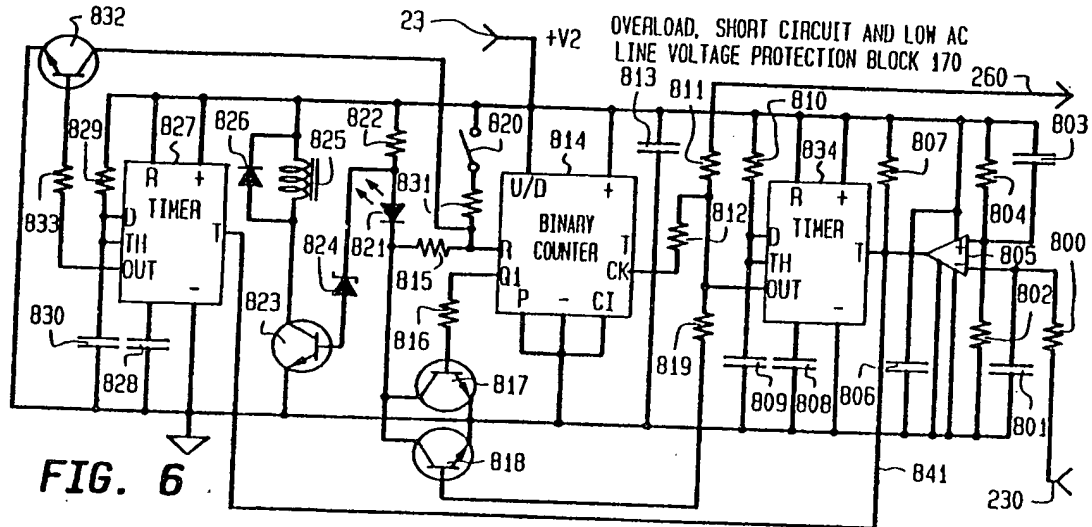 832
23
+V2
OVERLOAD, SHORT CIRCUIT AND LOW AC
LINE VOLTAGE PROTECTION BLOCK 170
260
813
811
810
803
829
827
826
825
822
820
814
834
807
833
R +
TIMER
D
TH
OUT
T
-
831
821
824
U/D +
BINARY
COUNTER
R
Q1
T
CK
P - CI
812
R +
TIMER
D
TH
OUT
T
-
804
+
-
805
800
815
802
830
828
823
816
817
819
809
808
806
801
818
841
FIG. 6
230